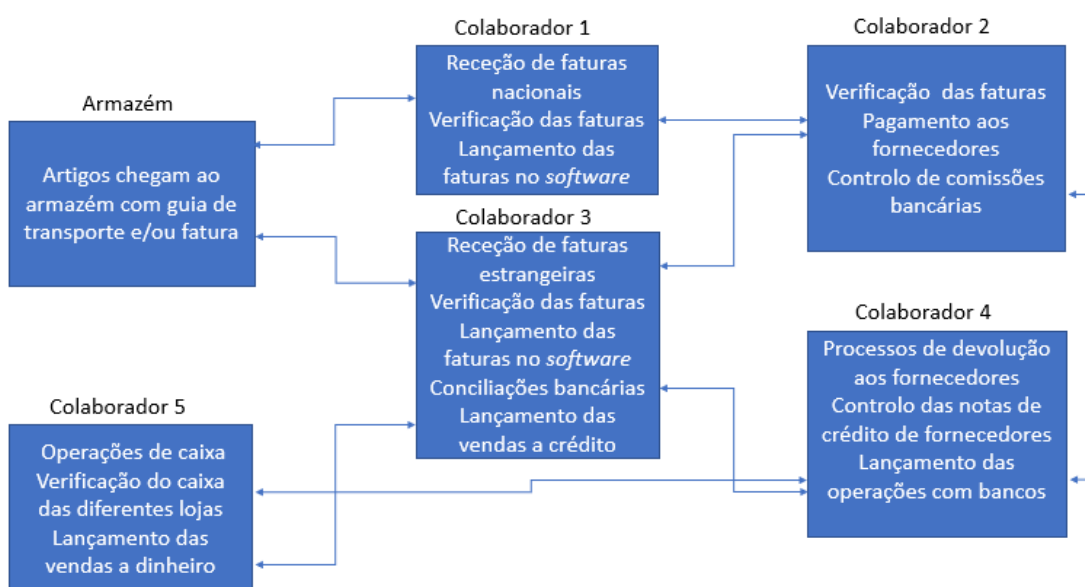 Colaborador 1
Receção de faturas
nacionais
Verificação das faturas
Lançamento das
faturas no software
Colaborador 2
Verificação das faturas
Pagamento aos
fornecedores
Controlo de comissões
bancárias
Armazém
Artigos chegam ao
armazém com guia de
transporte e/ou fatura
Colaborador 3
Receção de faturas
estrangeiras
Verificação das faturas
Lançamento das
faturas no software
Conciliações bancárias
Lançamento das
vendas a crédito
Colaborador 4
Processos de devolução
aos fornecedores
Controlo das notas de
crédito de fornecedores
Lançamento das
operações com bancos
Colaborador 5
Operações de caixa
Verificação do caixa
das diferentes lojas
Lançamento das
vendas a dinheiro